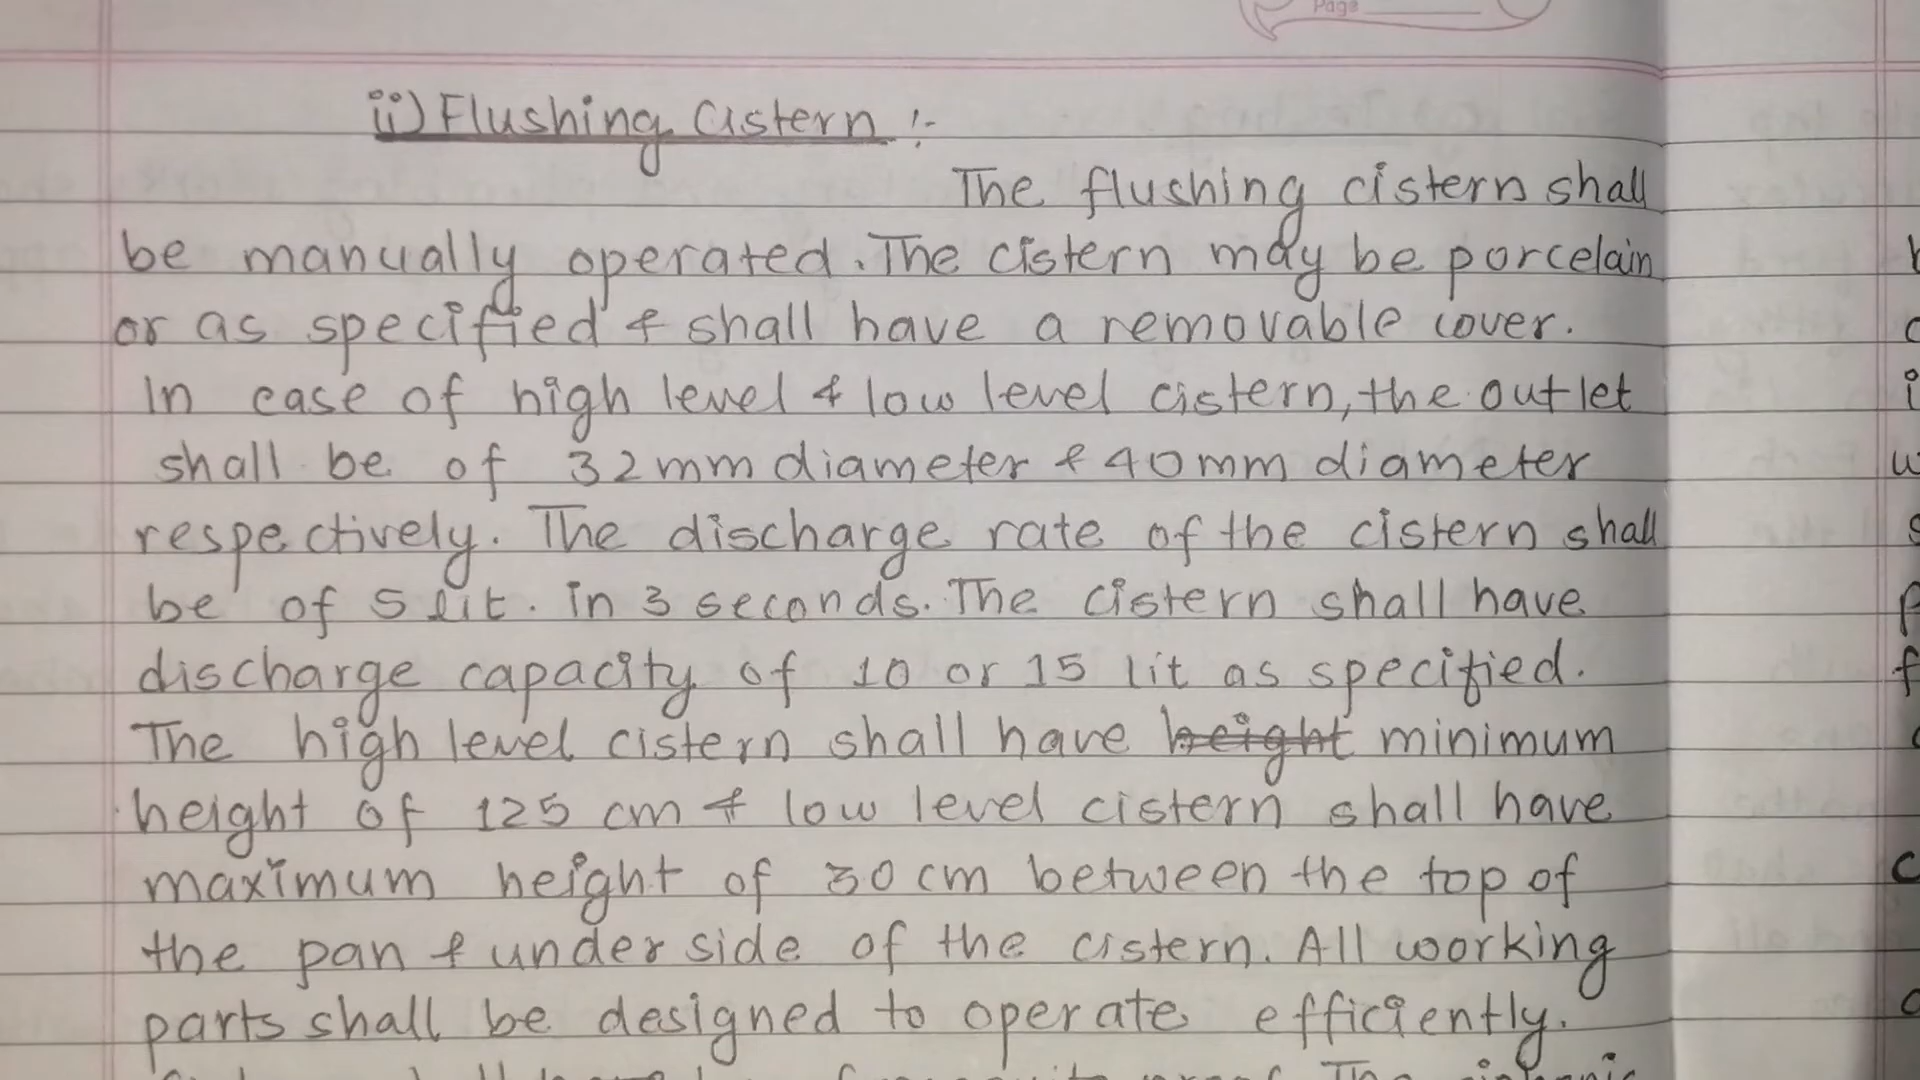 Page
ii) Flushing Cistern :-
The flushing cistern shall
be manually operated. The cistern may be porcelain
or as specified & shall have a removable cover.
In case of high level & low level cistern, the outlet
shall be of 32mm diameter & 40mm diameter
respectively. The discharge rate of the cistern shall
be of 5 lit. in 3 seconds. The cistern shall have
discharge capacity of 10 or 15 lit as specified.
The high level cistern shall have height minimum
height of 125 cm & low level cistern shall have
maximum height of 30 cm between the top of
the pan & under side of the cistern. All working
parts shall be designed to operate efficiently.